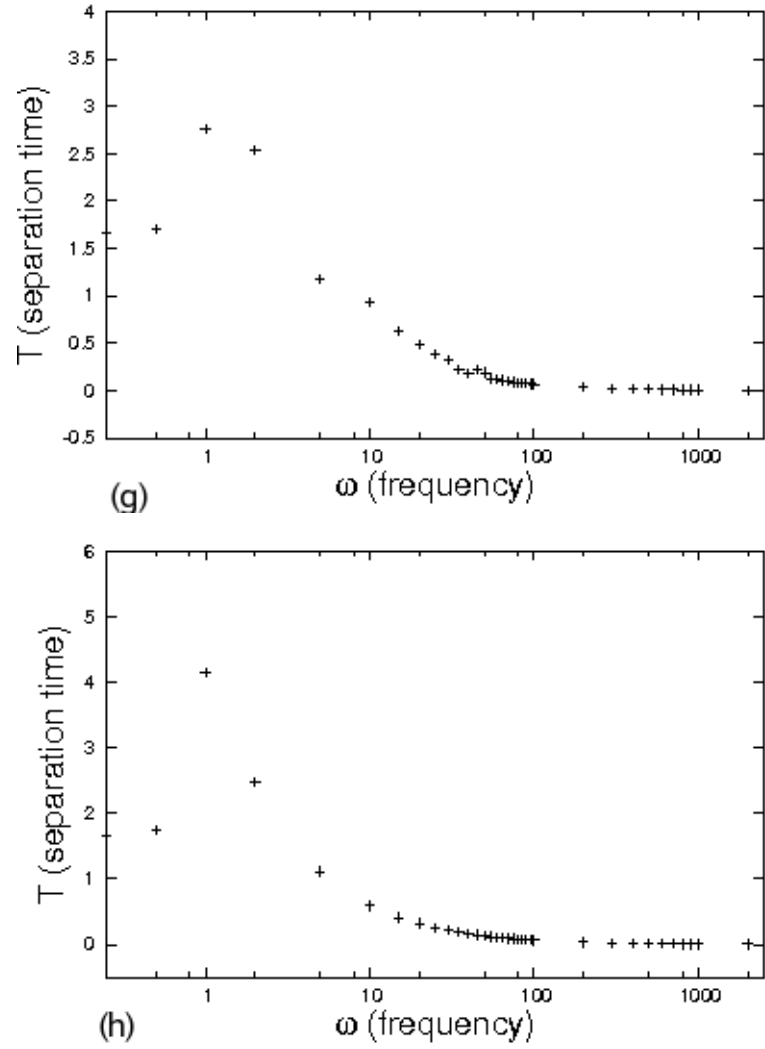 4
3.5
3
2.5
2
1.5
1
0.5
0
-0.5
T (separation time)
1 10 100 1000
ω (frequency)
(g)
6
5
4
3
2
1
0
T (separation time)
1 10 100 1000
ω (frequency)
(h)